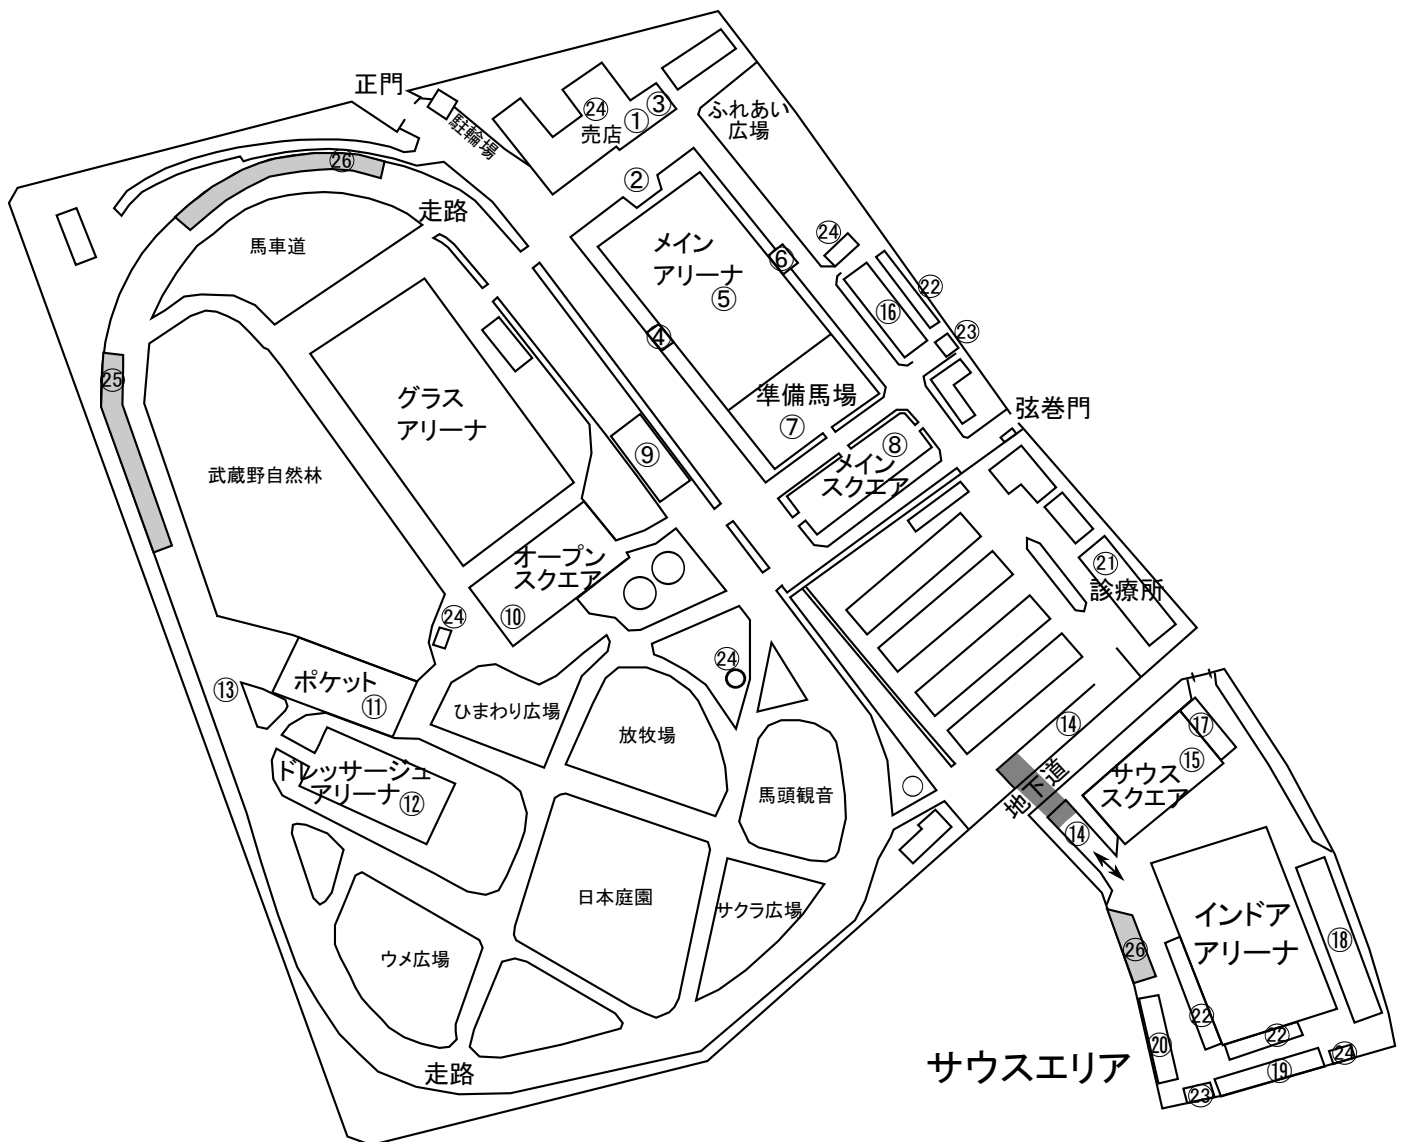 正門
駐輪場
㉔
売店
①
③
ふれあい
広場
②
㉖
走路
馬車道
メイン
アリーナ
⑤
⑥
④
㉔
㉒
⑯
㉓
㉕
グラス
アリーナ
準備馬場
⑦
弦巻門
⑨
⑧
メイン
スクエア
武蔵野自然林
オープン
スクエア
⑩
㉑
診療所
㉔
㉔
ポケット
⑪
⑬
ひまわり広場
放牧場
⑭
地下道
⑭
⑰
サウス
スクエア
⑮
ドレッサージュ
アリーナ
⑫
馬頭観音
日本庭園
サクラ広場
ウメ広場
走路
インドア
アリーナ
⑱
㉖
㉒
㉒
⑳
⑲
㉔
㉓
サウスエリア